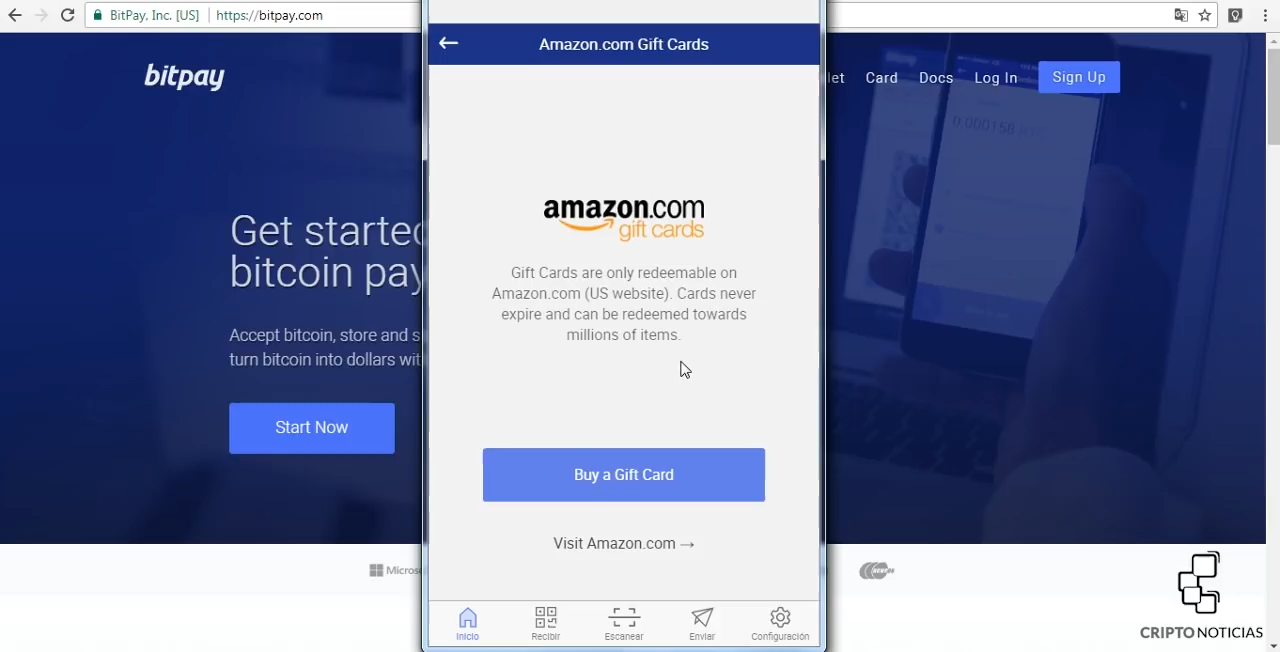 BitPay, Inc. [US]
https://bitpay.com
Amazon.com Gift Cards
bitpay
let
Card
Docs
Log In
Sign Up
amazon.com
gift cards
Get started
bitcoin pay
Gift Cards are only redeemable on
Amazon.com (US website). Cards never
expire and can be redeemed towards
millions of items.
Accept bitcoin, store and s
turn bitcoin into dollars wit
Start Now
Buy a Gift Card
Visit Amazon.com →
Microso
Inicio
Recibir
Escanear
Enviar
Configuración
CRIPTONOTICIAS